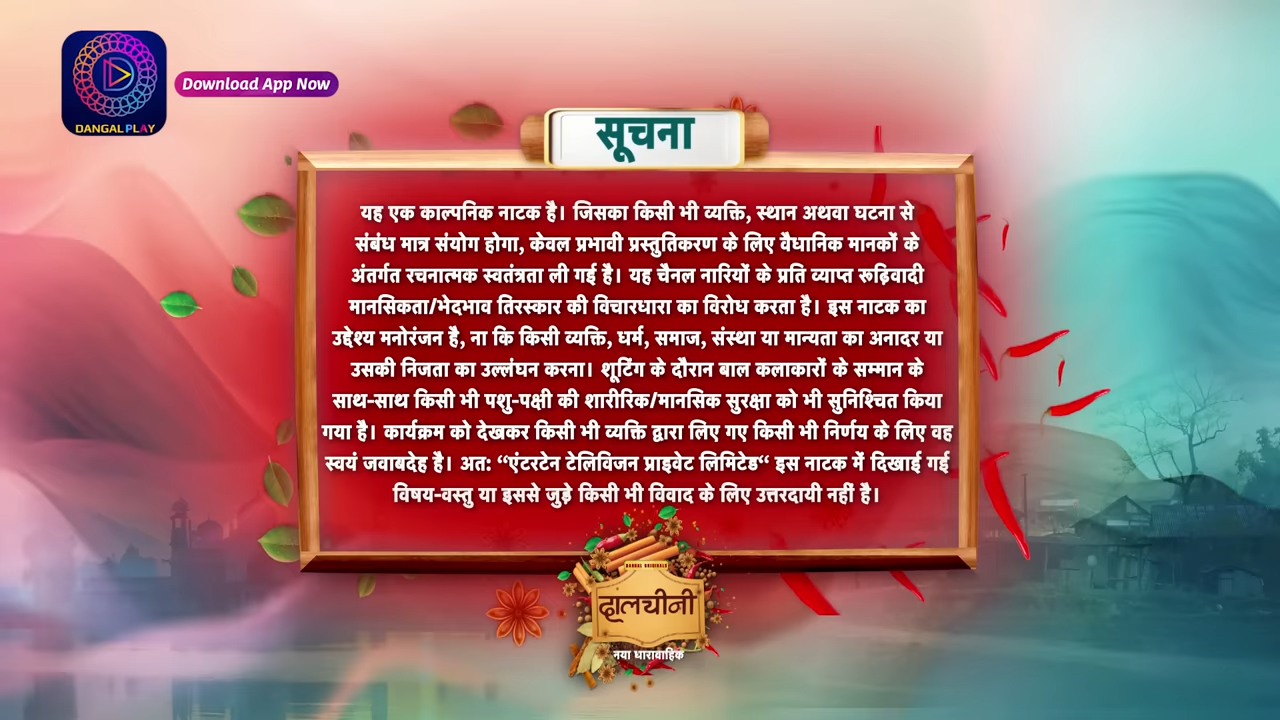 DANGAL PLAY
Download App Now
सूचना
यह एक काल्पनिक नाटक है। जिसका किसी भी व्यक्ति, स्थान अथवा घटना से
संबंध मात्र संयोग होगा, केवल प्रभावी प्रस्तुतिकरण के लिए वैधानिक मानकों के
अंतर्गत रचनात्मक स्वतंत्रता ली गई है। यह चैनल नारियों के प्रति व्याप्त रूढ़िवादी
मानसिकता/भेदभाव तिरस्कार की विचारधारा का विरोध करता है। इस नाटक का
उद्देश्य मनोरंजन है, ना कि किसी व्यक्ति, धर्म, समाज, संस्था या मान्यता का अनादर या
उसकी निजता का उल्लंघन करना। शूटिंग के दौरान बाल कलाकारों के सम्मान के
साथ-साथ किसी भी पशु-पक्षी की शारीरिक/मानसिक सुरक्षा को भी सुनिश्चित किया
गया है। कार्यक्रम को देखकर किसी भी व्यक्ति द्वारा लिए गए किसी भी निर्णय के लिए वह
स्वयं जवाबदेह है। अत: “एंटरटेन टेलिविजन प्राइवेट लिमिटेड“ इस नाटक में दिखाई गई
विषय-वस्तु या इससे जुड़े किसी भी विवाद के लिए उत्तरदायी नहीं है।
DANGAL ORIGINALS
दालचीनी
नया धारावाहिक